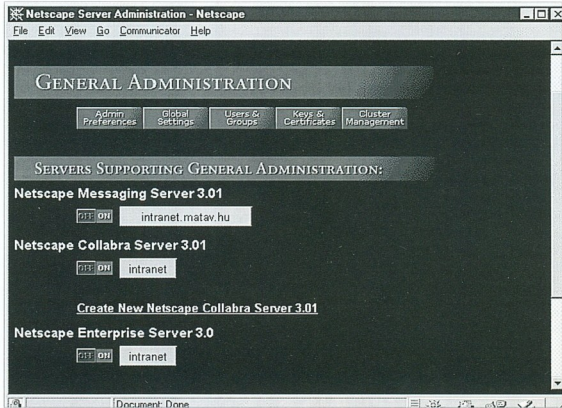 Netscape Server Administration - Netscape
File Edit View Go Communicator Help
GENERAL ADMINISTRATION
Admin Preferences
Global Settings
Users & Groups
Keys & Certificates
Cluster Management
SERVERS SUPPORTING GENERAL ADMINISTRATION:
Netscape Messaging Server 3.01
OFF ON intranet.matav.hu
Netscape Collabra Server 3.01
OFF ON intranet
Create New Netscape Collabra Server 3.01
Netscape Enterprise Server 3.0
OFF ON intranet
Document: Done